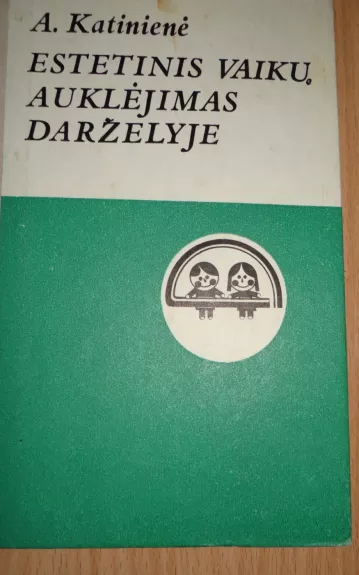 A. Katinienė
ESTETINIS VAIKŲ
AUKLĖJIMAS
DARŽELYJE